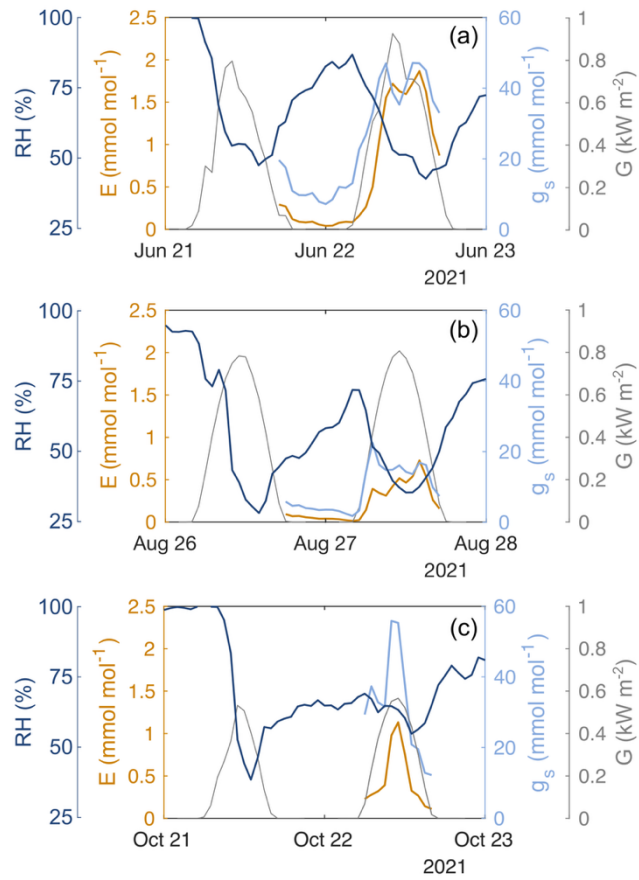 (a)
100
75
50
25
RH (%)
2.5
2
1.5
1
0.5
0
E (mmol mol⁻¹)
60
40
20
0
gₛ (mmol mol⁻¹)
1
0.8
0.6
0.4
0.2
0
G (kW m⁻²)
Jun 21
Jun 22
Jun 23
2021
(b)
100
75
50
25
RH (%)
2.5
2
1.5
1
0.5
0
E (mmol mol⁻¹)
60
40
20
0
gₛ (mmol mol⁻¹)
1
0.8
0.6
0.4
0.2
0
G (kW m⁻²)
Aug 26
Aug 27
Aug 28
2021
(c)
100
75
50
25
RH (%)
2.5
2
1.5
1
0.5
0
E (mmol mol⁻¹)
60
40
20
0
gₛ (mmol mol⁻¹)
1
0.8
0.6
0.4
0.2
0
G (kW m⁻²)
Oct 21
Oct 22
Oct 23
2021